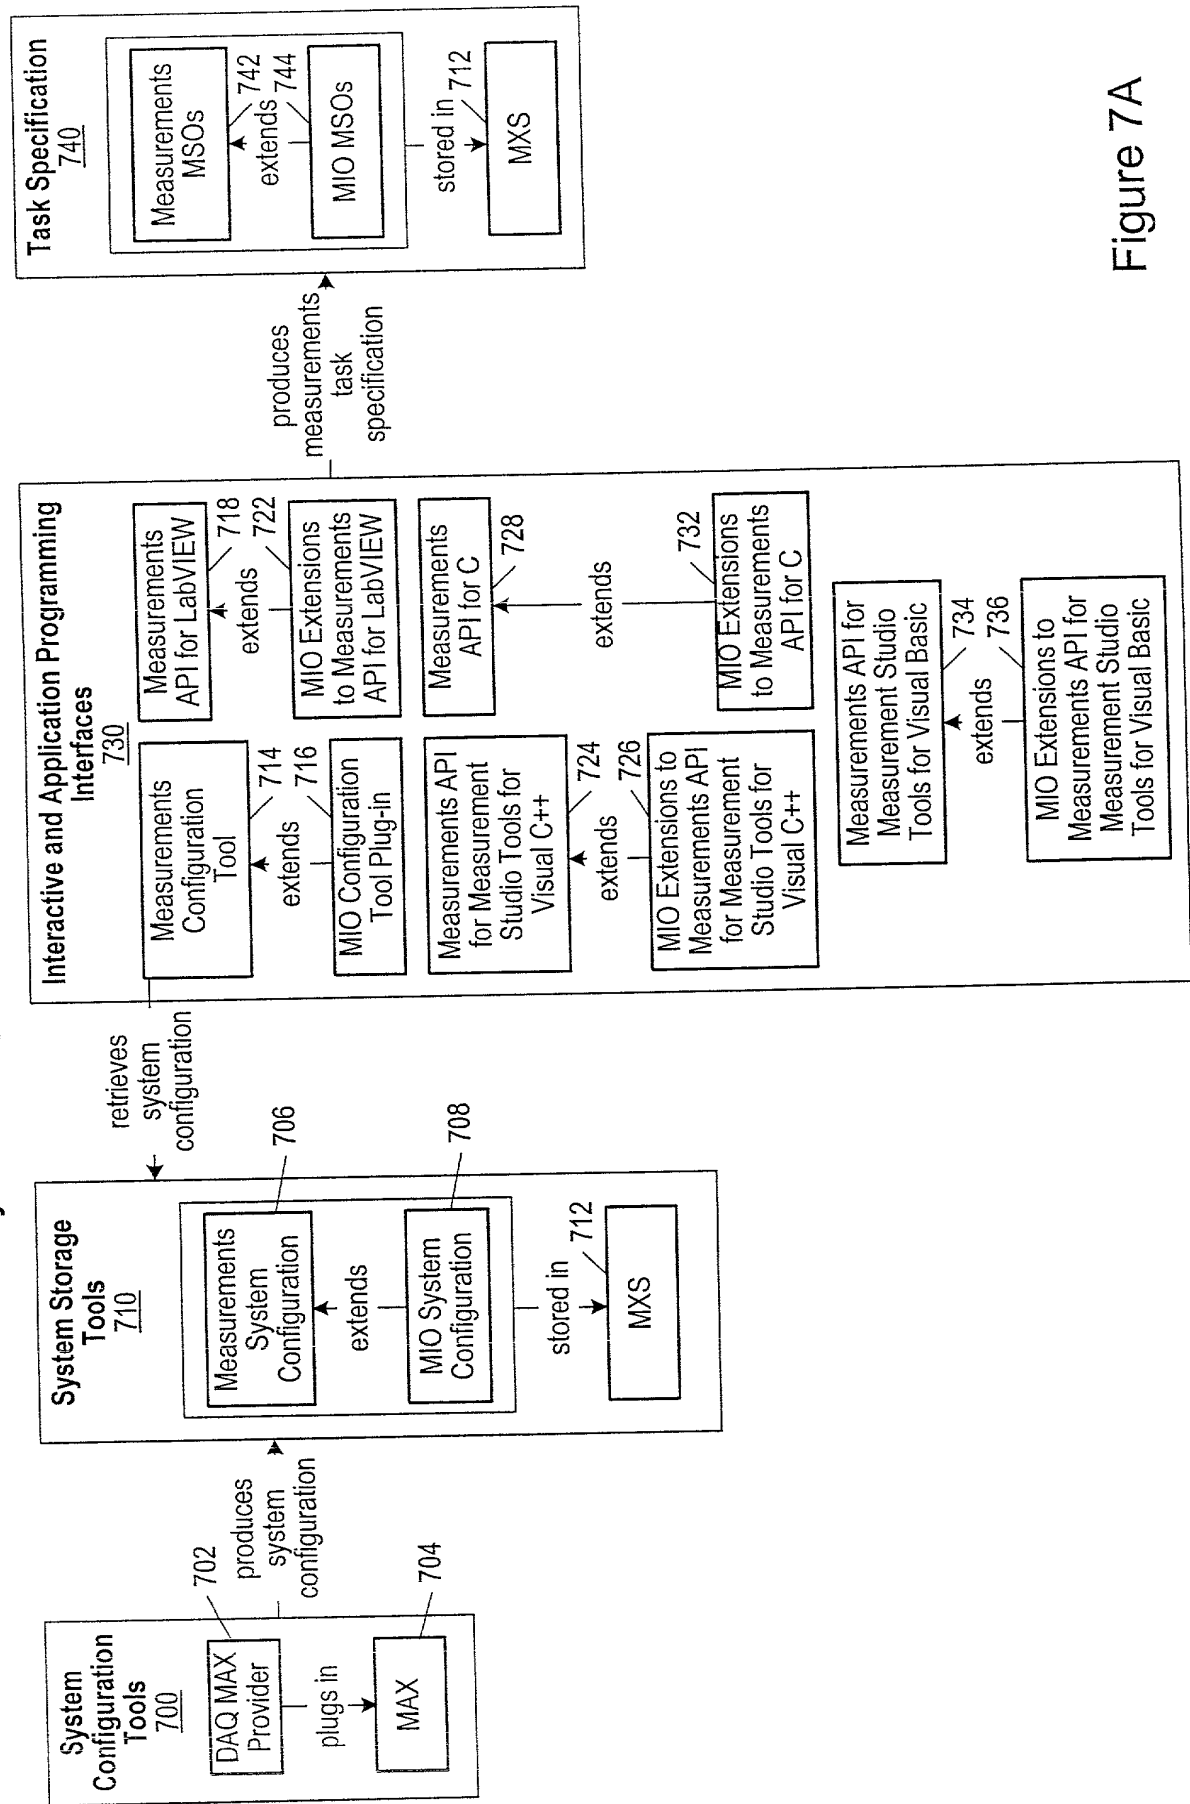 System
Configuration
Tools
700
DAQ MAX
Provider
702
plugs in
MAX
704
produces
system
configuration
System Storage
Tools
710
Measurements
System
Configuration
706
extends
MIO System
Configuration
708
stored in
712
MXS
retrieves
system
configuration
Interactive and Application Programming
Interfaces
730
Measurements
Configuration
Tool
714
extends
716
MIO Configuration
Tool Plug-in
Measurements
API for LabVIEW
718
extends
722
MIO Extensions
to Measurements
API for LabVIEW
Measurements API
for Measurement
Studio Tools for
Visual C++
724
extends
726
MIO Extensions to
Measurements API
for Measurement
Studio Tools for
Visual C++
Measurements
API for C
728
extends
732
MIO Extensions
to Measurements
API for C
Measurements API for
Measurement Studio
Tools for Visual Basic
734
extends
736
MIO Extensions to
Measurements API for
Measurement Studio
Tools for Visual Basic
produces
measurements
task
specification
Task Specification
740
Measurements
MSOs
742
extends
744
MIO MSOs
stored in
712
MXS
Figure 7A